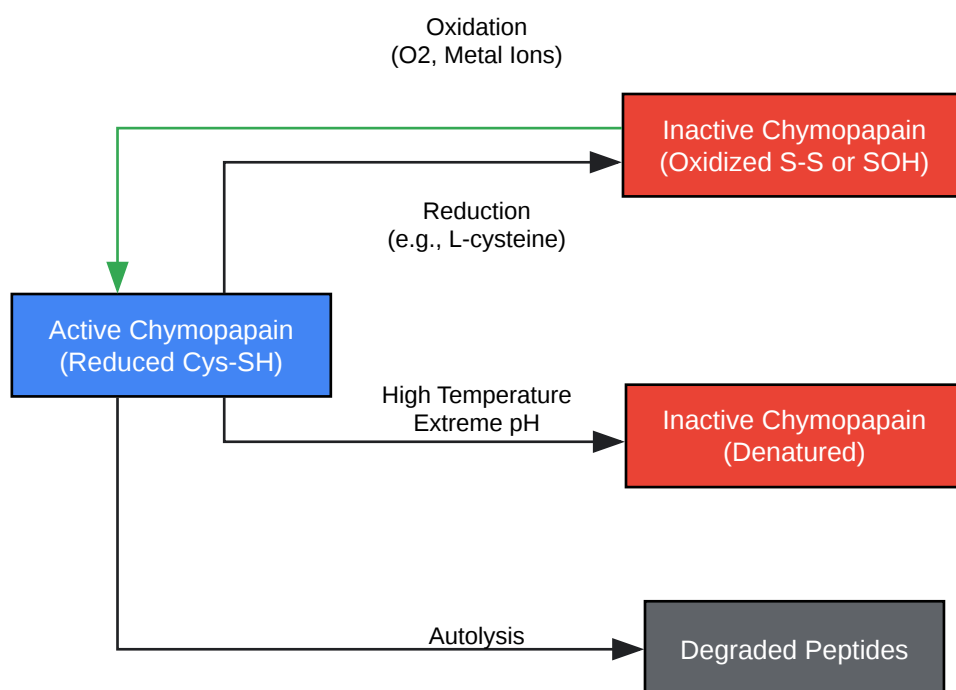 Oxidation
(O2, Metal Ions)
Inactive Chymopapain
(Oxidized S-S or SOH)
Reduction
(e.g., L-cysteine)
Active Chymopapain
(Reduced Cys-SH)
High Temperature
Extreme pH
Inactive Chymopapain
(Denatured)
Autolysis
Degraded Peptides